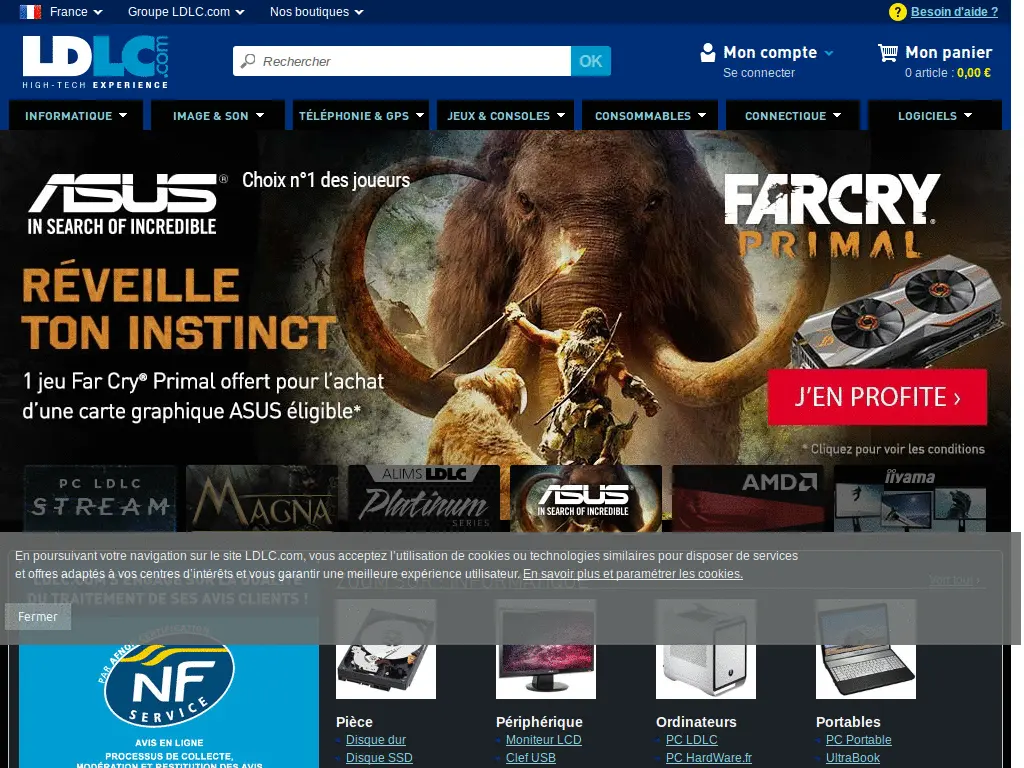 France
Groupe LDLC.com
Nos boutiques
? Besoin d'aide ?
LDLC.com
HIGH-TECH EXPERIENCE
Rechercher
OK
Mon compte
Se connecter
Mon panier
0 article : 0,00 €
INFORMATIQUE
IMAGE & SON
TÉLÉPHONIE & GPS
JEUX & CONSOLES
CONSOMMABLES
CONNECTIQUE
LOGICIELS
ASUS® Choix n°1 des joueurs
IN SEARCH OF INCREDIBLE
FARCRY®
PRIMAL
RÉVEILLE
TON INSTINCT
1 jeu Far Cry® Primal offert pour l'achat
d'une carte graphique ASUS éligible*
J'EN PROFITE ›
* Cliquez pour voir les conditions
PC LDLC
STREAM
MAGNA
ALIMS LDLC
Platinum
SERIES
ASUS
IN SEARCH OF INCREDIBLE
AMD
iiyama
En poursuivant votre navigation sur le site LDLC.com, vous acceptez l'utilisation de cookies ou technologies similaires pour disposer de services
et offres adaptés à vos centres d'intérêts et vous garantir une meilleure expérience utilisateur. En savoir plus et paramétrer les cookies.
Voir tout ›
DU TRAITEMENT DE SES AVIS CLIENTS !
Fermer
PAR AFNOR CERTIFICATION
NF
SERVICE
AVIS EN LIGNE
PROCESSUS DE COLLECTE,
MODÉRATION ET RESTITUTION DES AVIS
Pièce
Disque dur
Disque SSD
Périphérique
Moniteur LCD
Clef USB
Ordinateurs
PC LDLC
PC HardWare.fr
Portables
PC Portable
UltraBook